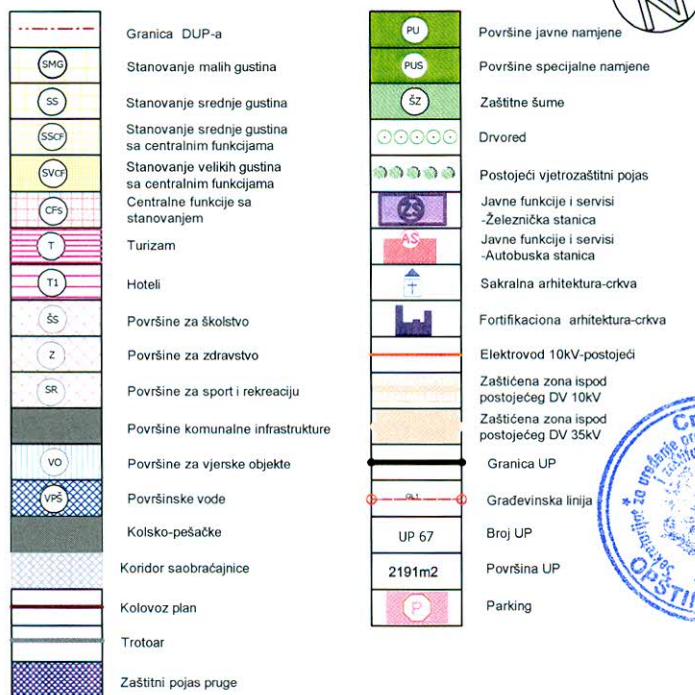 Granica DUP-a
SMG Stanovanje malih gustina
SS Stanovanje srednje gustina
SSCF Stanovanje srednje gustina
sa centralnim funkcijama
SVCF Stanovanje velikih gustina
sa centralnim funkcijama
CFS Centralne funkcije sa
stanovanjem
T Turizam
T1 Hoteli
ŠS Površine za školstvo
Z Površine za zdravstvo
SR Površine za sport i rekreaciju
Površine komunalne infrastrukture
VO Površine za vjerske objekte
VPŠ Površinske vode
Kolsko-pešačke
Koridor saobraćajnice
Kolovoz plan
Trotoar
Zaštitni pojas pruge
PU Površine javne namjene
PUS Površine specijalne namjene
ŠZ Zaštitne šume
Drvored
Postojeći vjetrozaštitni pojas
ŽS Javne funkcije i servisi
-Železnička stanica
AS Javne funkcije i servisi
-Autobuska stanica
Sakralna arhitektura-crkva
Fortifikaciona arhitektura-crkva
Elektrovod 10kV-postojeći
Zaštićena zona ispod
postojećeg DV 10kV
Zaštićena zona ispod
postojećeg DV 35kV
Granica UP
GL1 Građevinska linija
UP 67 Broj UP
2191m2 Površina UP
P Parking
N